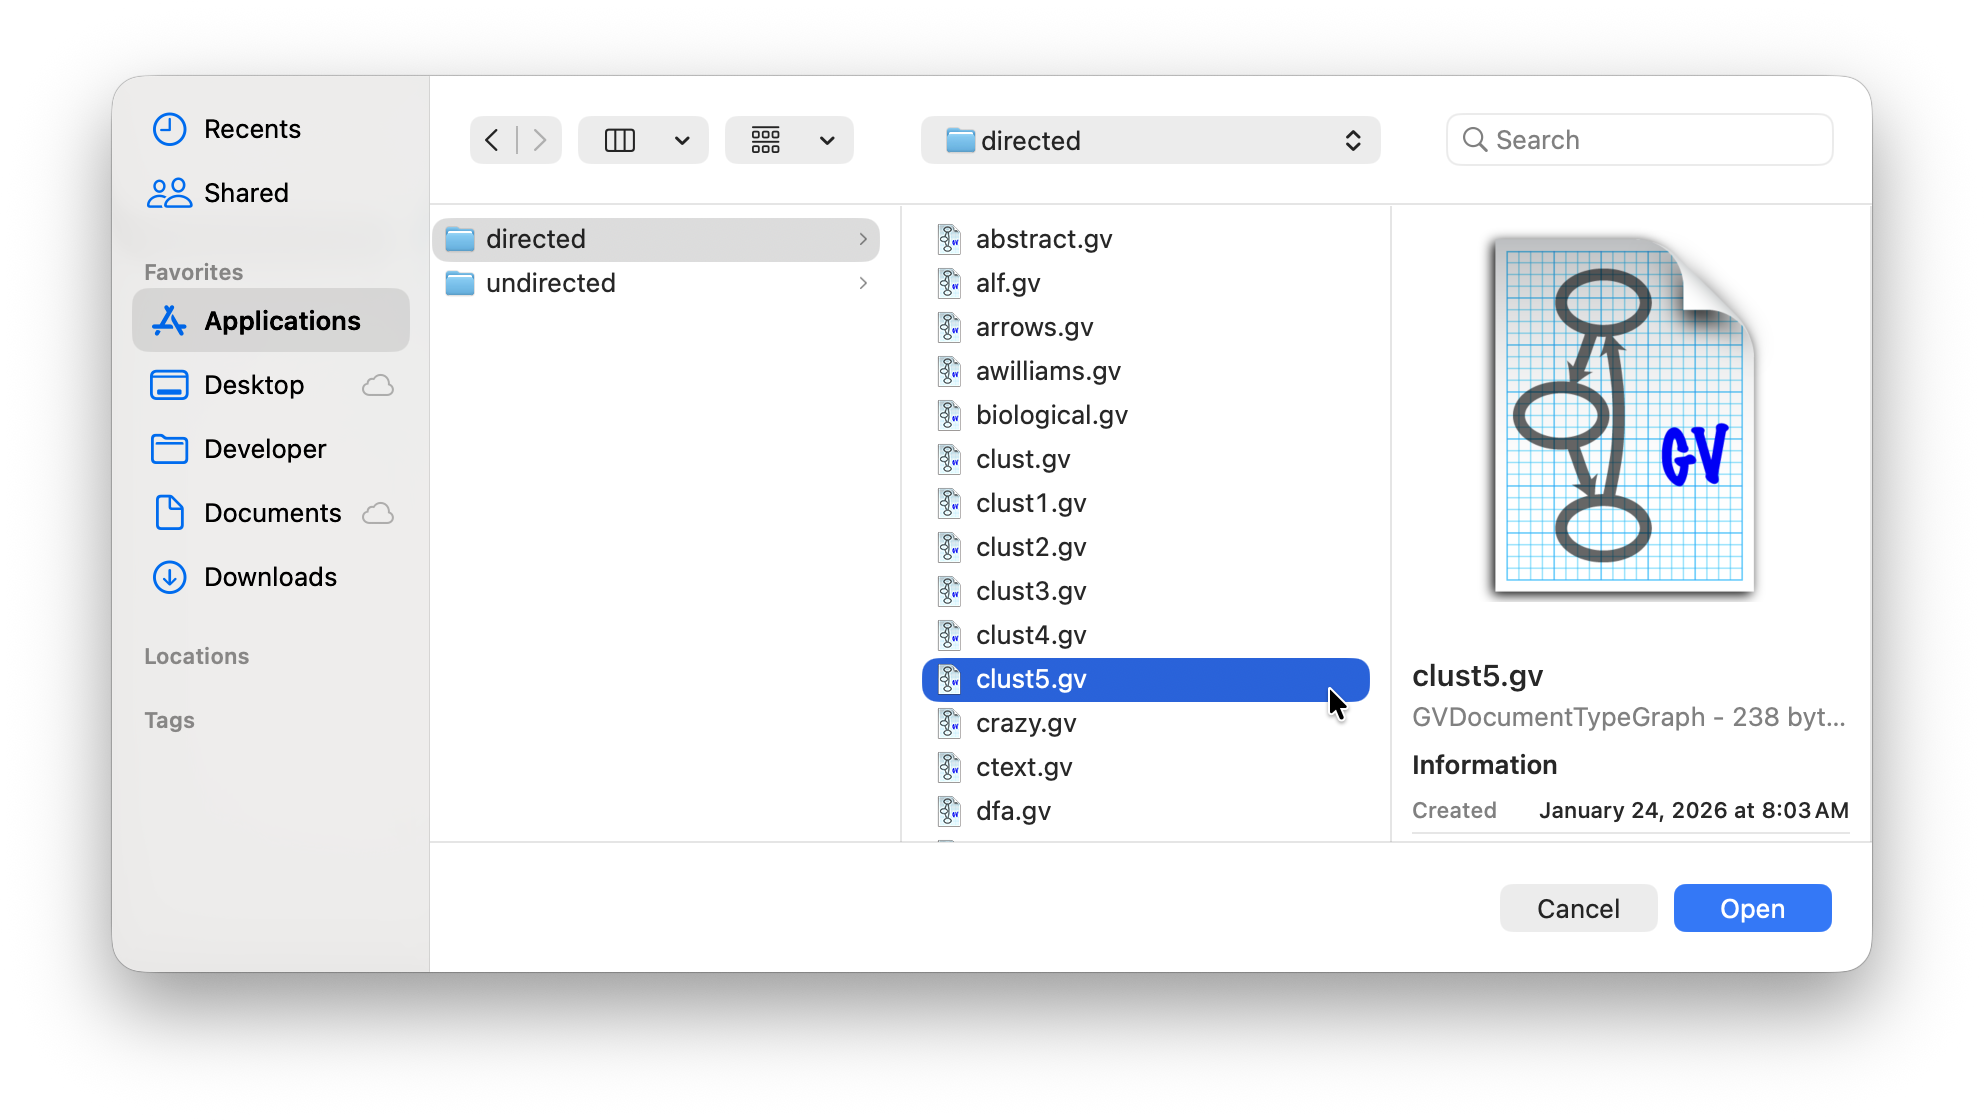 Recents
Shared
Favorites
Applications
Desktop
Developer
Documents
Downloads
Locations
Tags
directed
Search
directed
undirected
abstract.gv
alf.gv
arrows.gv
awilliams.gv
biological.gv
clust.gv
clust1.gv
clust2.gv
clust3.gv
clust4.gv
clust5.gv
crazy.gv
ctext.gv
dfa.gv
GV
clust5.gv
GVDocumentTypeGraph - 238 byt...
Information
Created January 24, 2026 at 8:03 AM
Cancel
Open